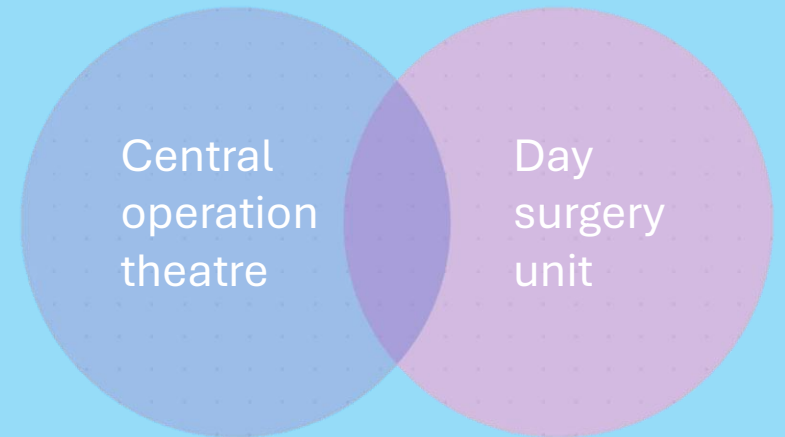 Central
operation
theatre
Day
surgery
unit